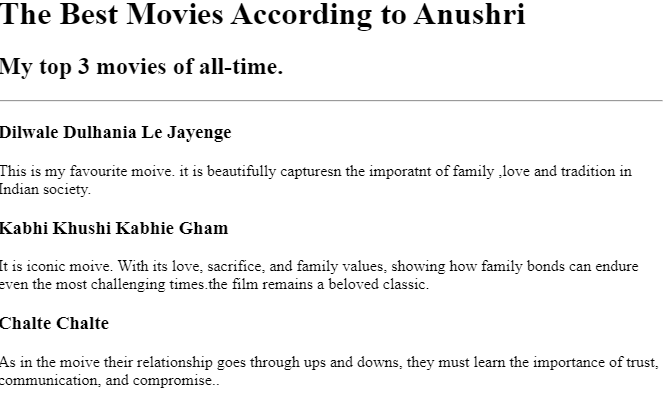 The Best Movies According to Anushri
My top 3 movies of all-time.
Dilwale Dulhania Le Jayenge
This is my favourite moive. it is beautifully capturesn the imporatnt of family ,love and tradition in
Indian society.
Kabhi Khushi Kabhie Gham
It is iconic moive. With its love, sacrifice, and family values, showing how family bonds can endure
even the most challenging times.the film remains a beloved classic.
Chalte Chalte
As in the moive their relationship goes through ups and downs, they must learn the importance of trust,
communication, and compromise..